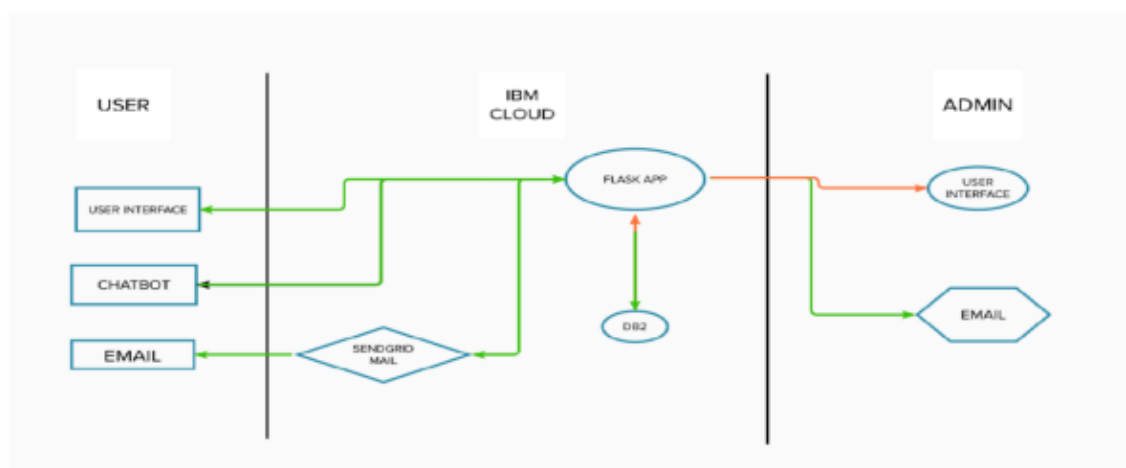 USER
IBM
CLOUD
ADMIN
USER INTERFACE
FLASK APP
USER
INTERFACE
CHATBOT
EMAIL
SENDGRID
MAIL
DB2
EMAIL